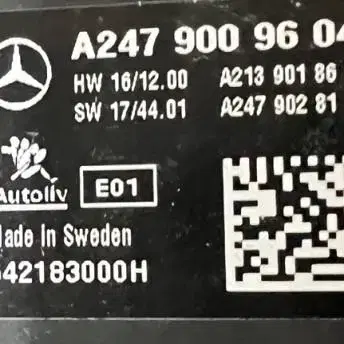 A247 900 96 04
HW 16/12.00 A213 901 86
SW 17/44.01 A247 902 81
Autoliv E01
Made In Sweden
642183000H